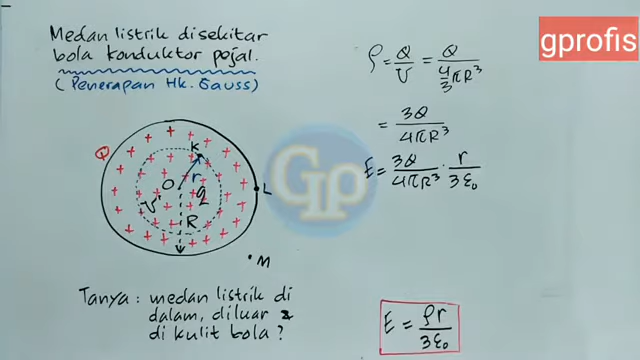 Medan listrik disekitar
bola konduktor pejal.
(Penerapan Hk. Gauss)
Q
K
r
O
q
V'
R
L
M
Tanya : medan listrik di
dalam, diluar &
di kulit bola ?
gprofis
ρ = Q/V = Q/(4/3 πR³)
= 3Q/4πR³
E = 3Q/4πR³ · r/3ε₀
E = ρr/3ε₀
Gp